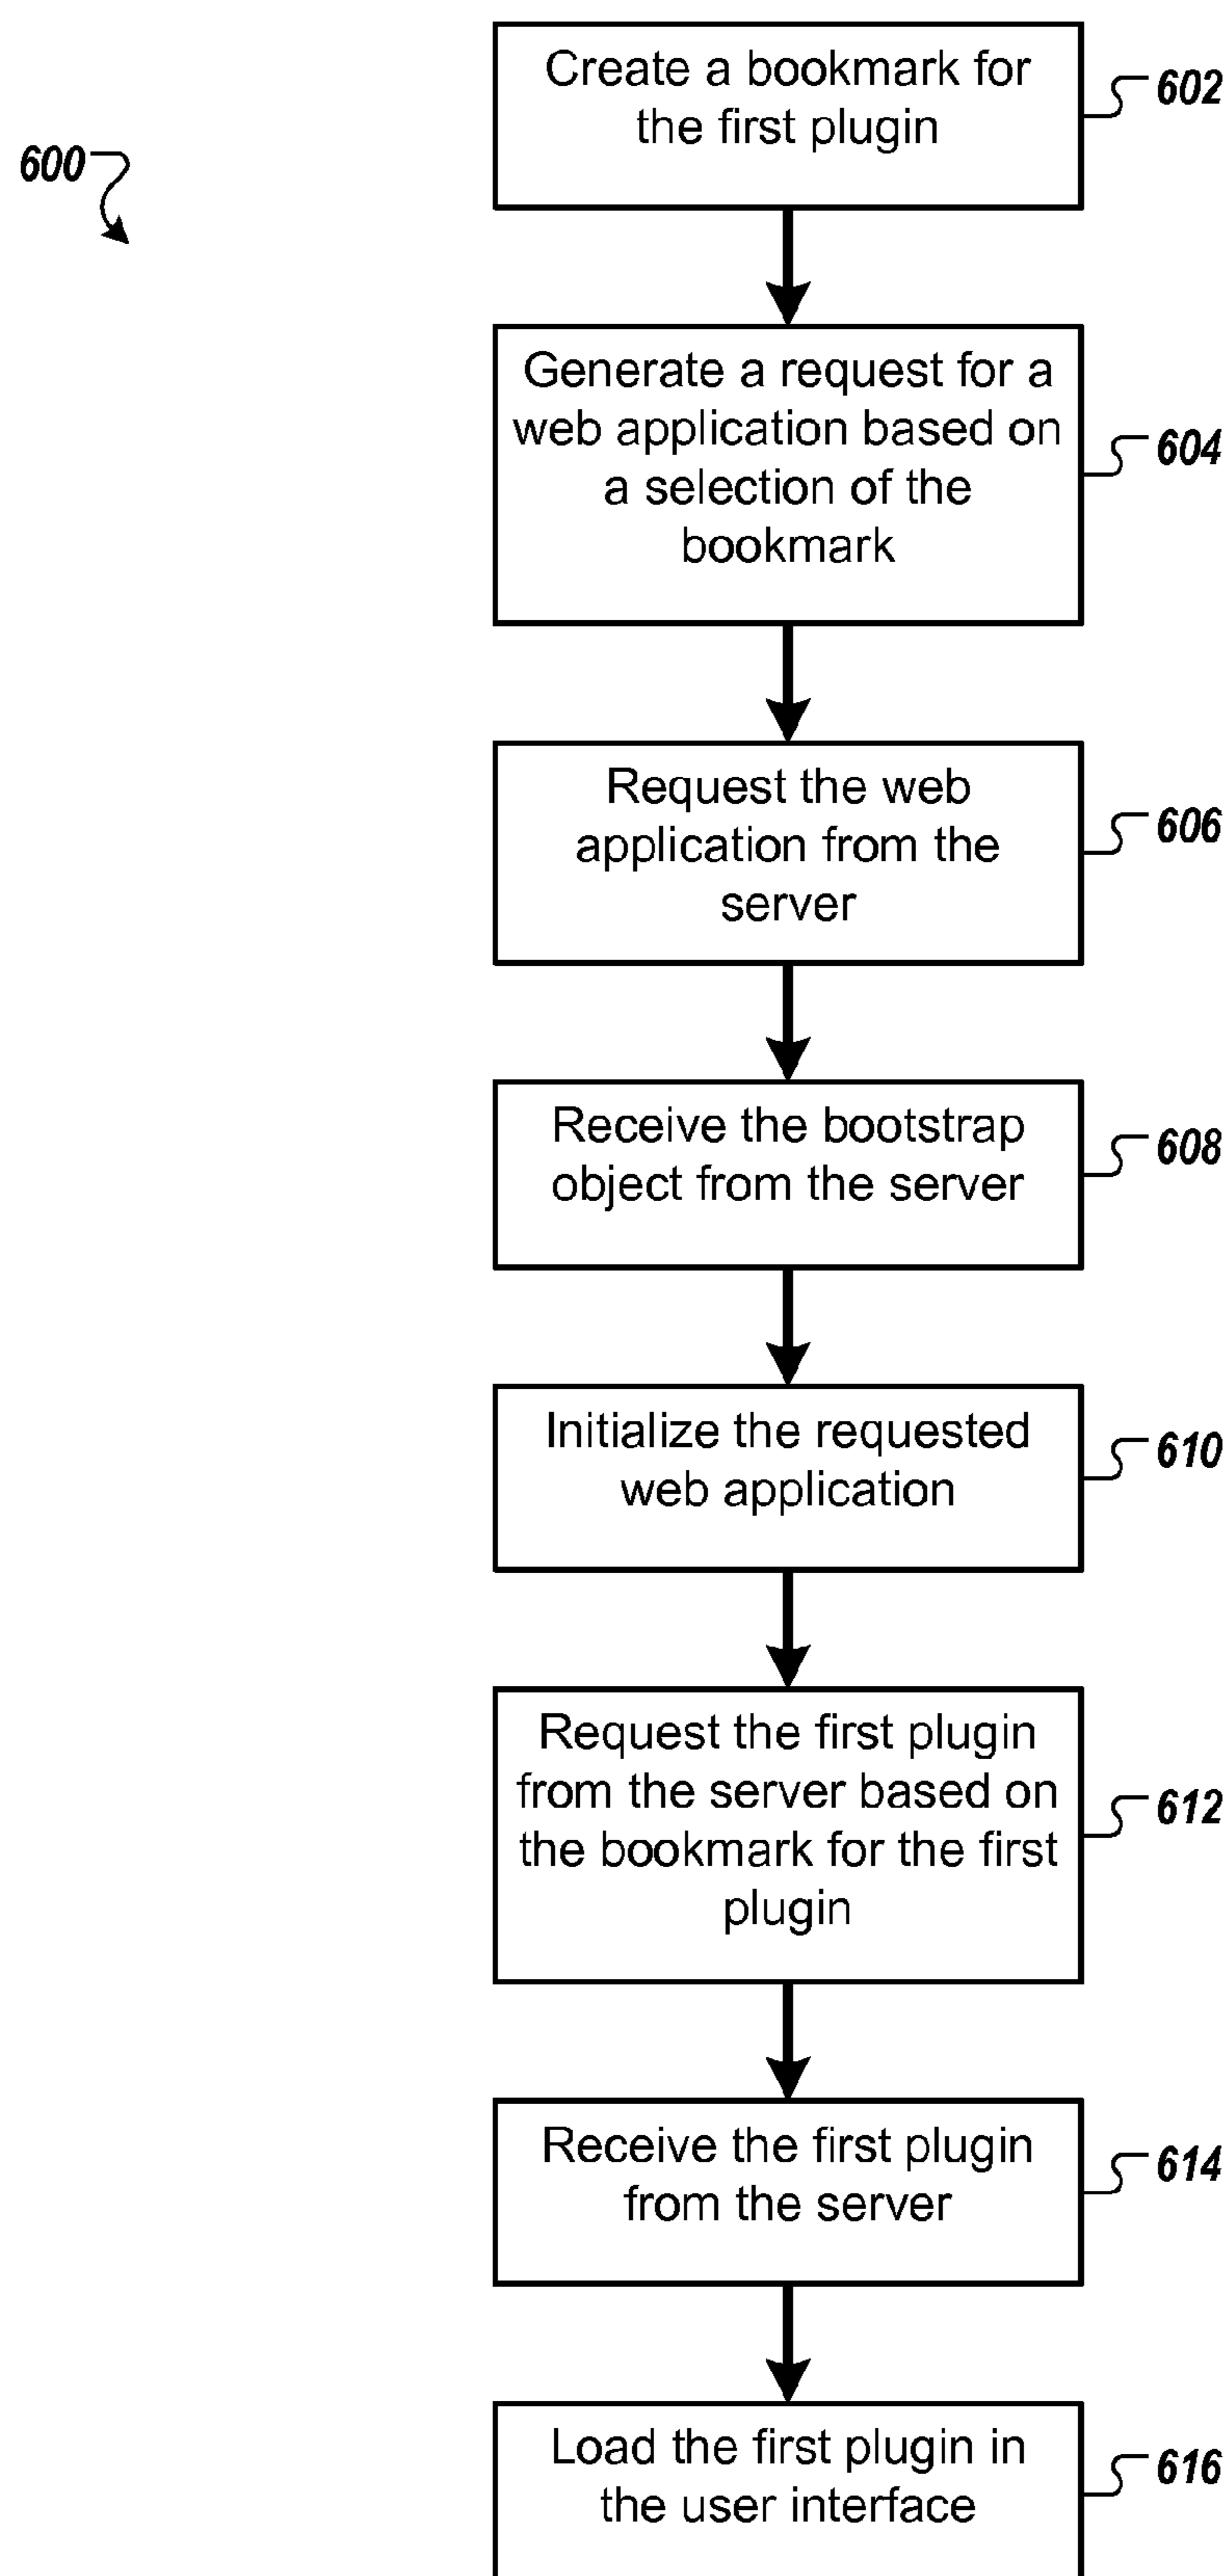 Create a bookmark for
the first plugin
602
600
Generate a request for a
web application based on
a selection of the
bookmark
604
Request the web
application from the
server
606
Receive the bootstrap
object from the server
608
Initialize the requested
web application
610
Request the first plugin
from the server based on
the bookmark for the first
plugin
612
Receive the first plugin
from the server
614
Load the first plugin in
the user interface
616